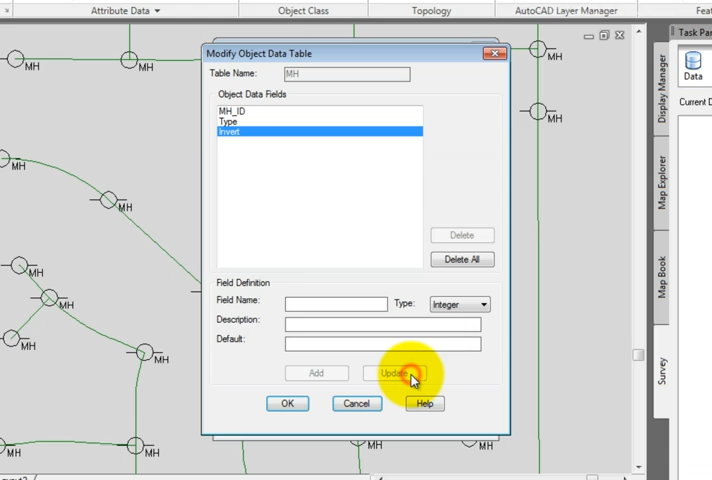 Attribute Data
Object Class
Topology
AutoCAD Layer Manager
Task Pa
Data
Current D
Display Manager
Map Explorer
Map Book
Survey
Modify Object Data Table
Table Name:
MH
Object Data Fields
MH_ID
Type
Invert
Delete
Delete All
Field Definition
Field Name:
Type:
Integer
Description:
Default:
Add
Update
OK
Cancel
Help
MH
MH
MH
MH
MH
MH
MH
MH
MH
MH
MH
MH
MH
MH